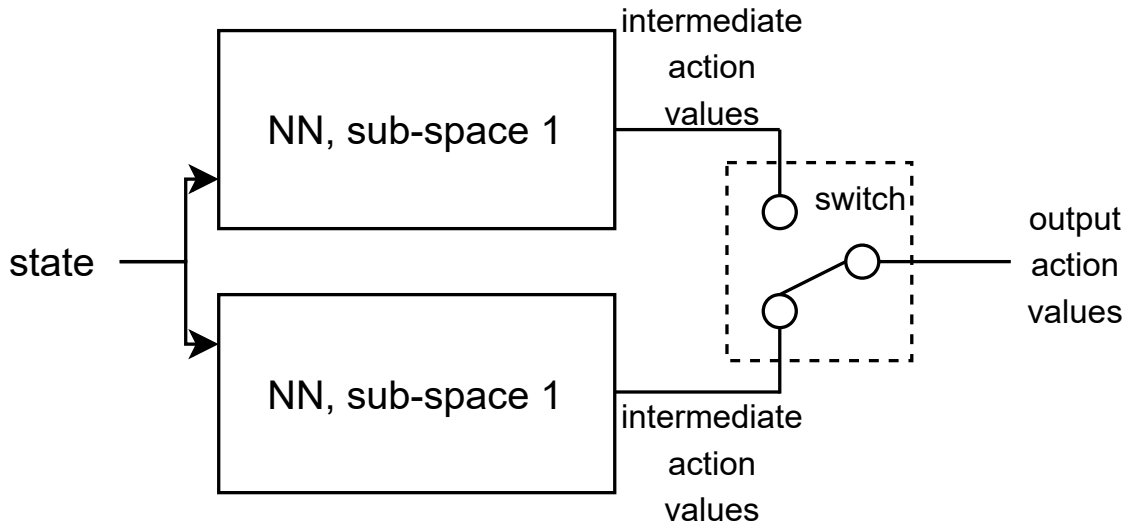 intermediate
action
values
NN, sub-space 1
switch
output
action
values
state
NN, sub-space 1
intermediate
action
values